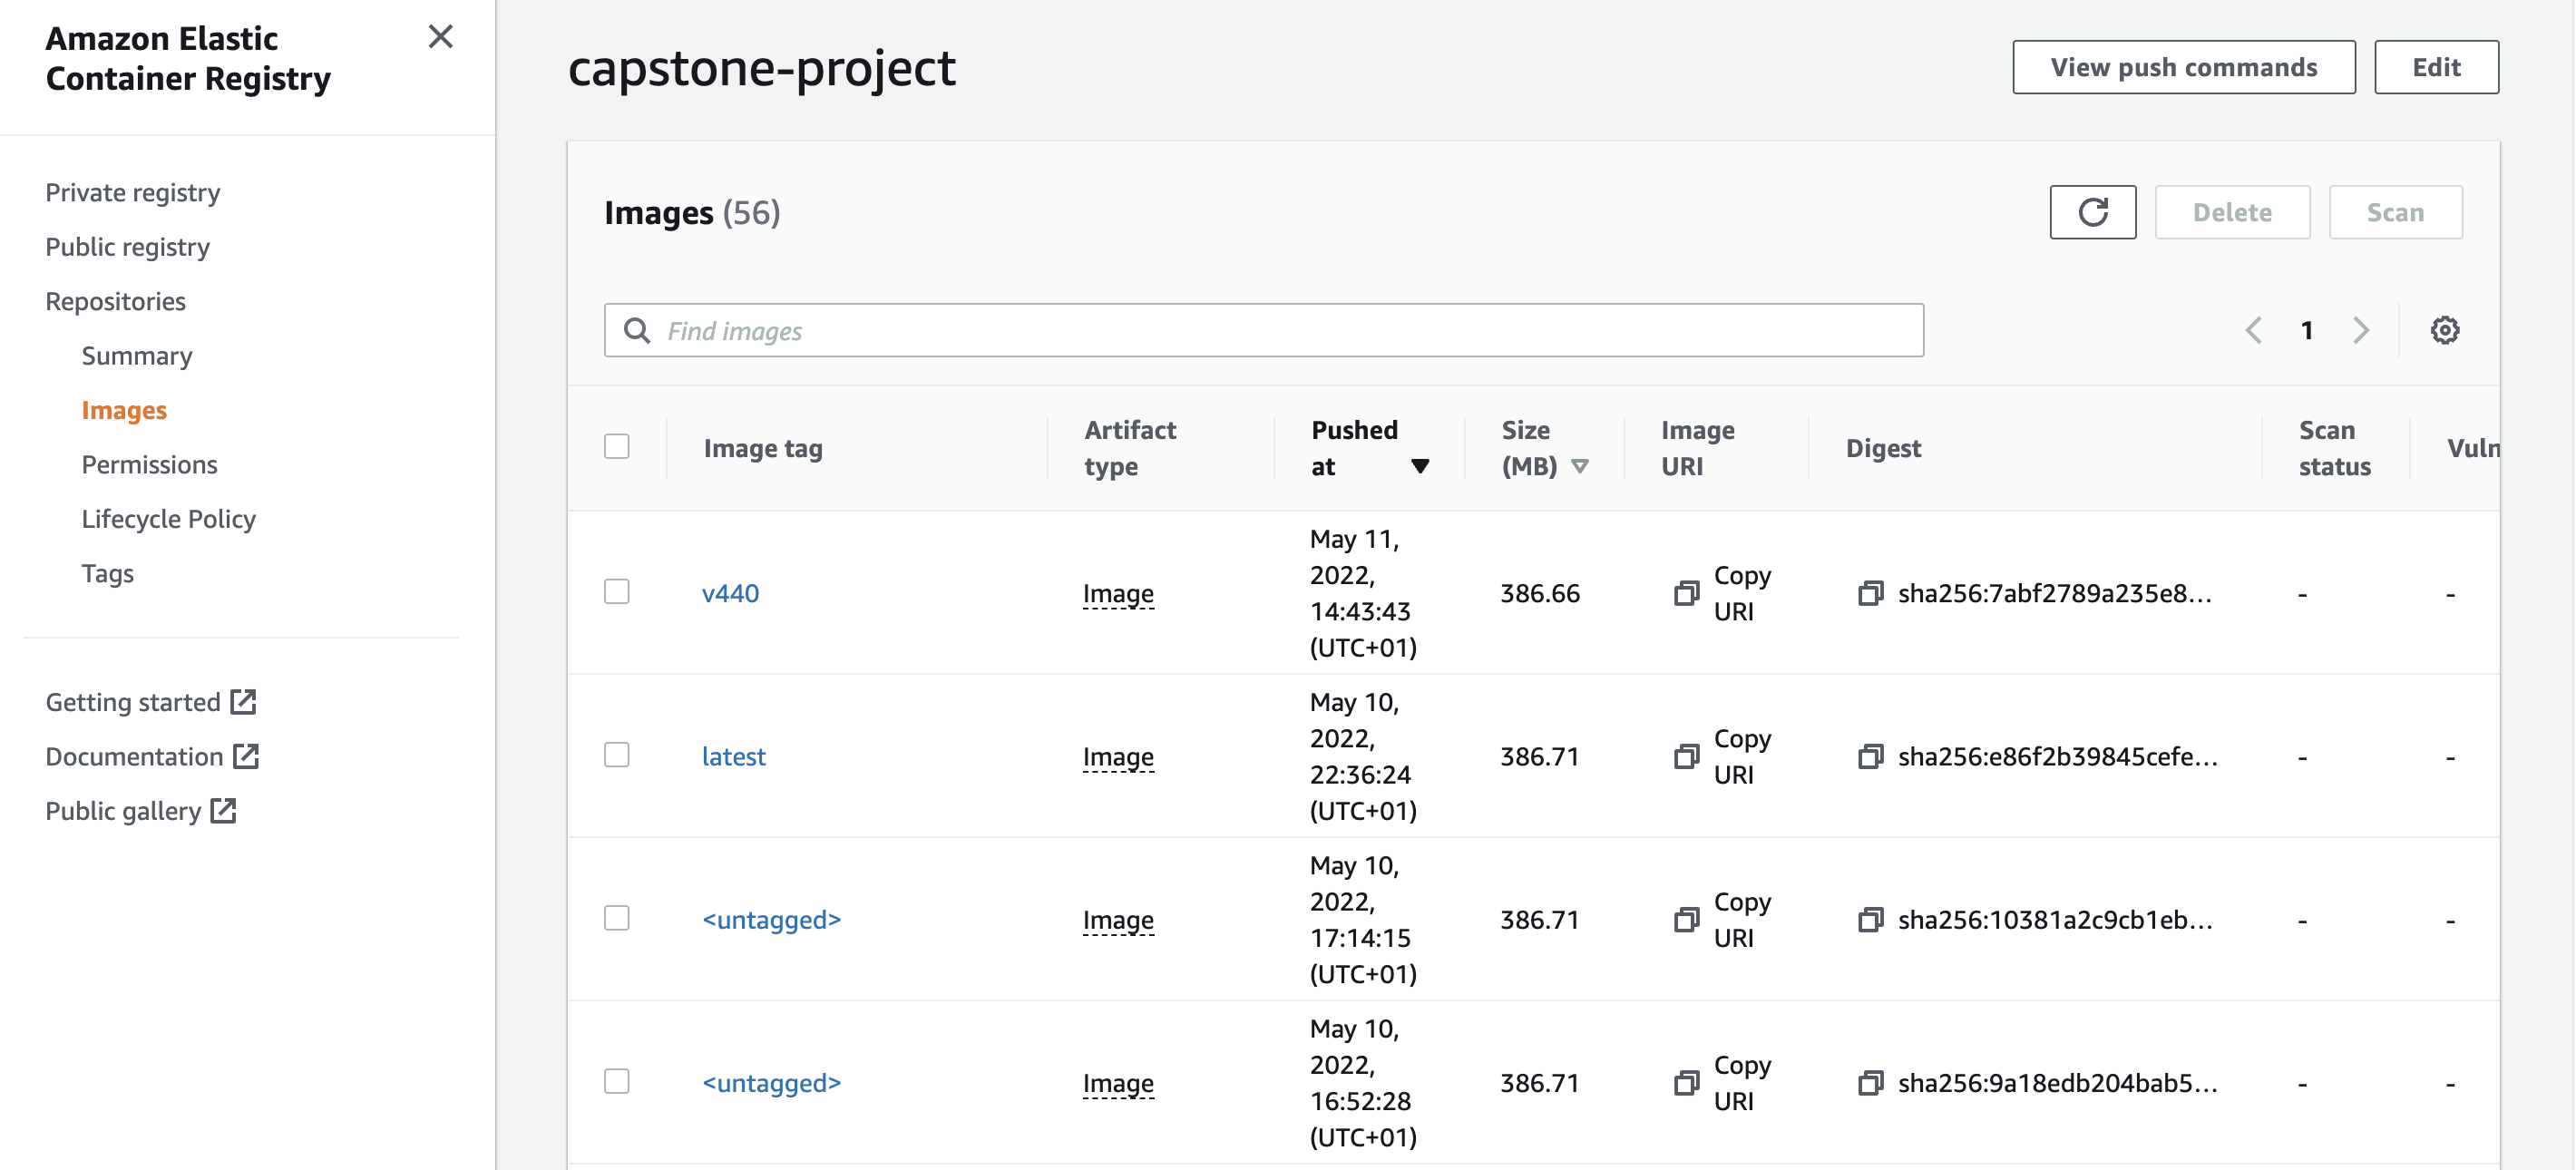 Amazon Elastic
Container Registry
Private registry
Public registry
Repositories
Summary
Images
Permissions
Lifecycle Policy
Tags
Getting started
Documentation
Public gallery
capstone-project
View push commands
Edit
Images (56)
Delete
Scan
Find images
1
Image tag
Artifact
type
Pushed
at
Size
(MB)
Image
URI
Digest
Scan
status
Vuln
v440
Image
May 11,
2022,
14:43:43
(UTC+01)
386.66
Copy
URI
sha256:7abf2789a235e8...
-
-
latest
Image
May 10,
2022,
22:36:24
(UTC+01)
386.71
Copy
URI
sha256:e86f2b39845cefe...
-
-
<untagged>
Image
May 10,
2022,
17:14:15
(UTC+01)
386.71
Copy
URI
sha256:10381a2c9cb1eb...
-
-
<untagged>
Image
May 10,
2022,
16:52:28
(UTC+01)
386.71
Copy
URI
sha256:9a18edb204bab5...
-
-